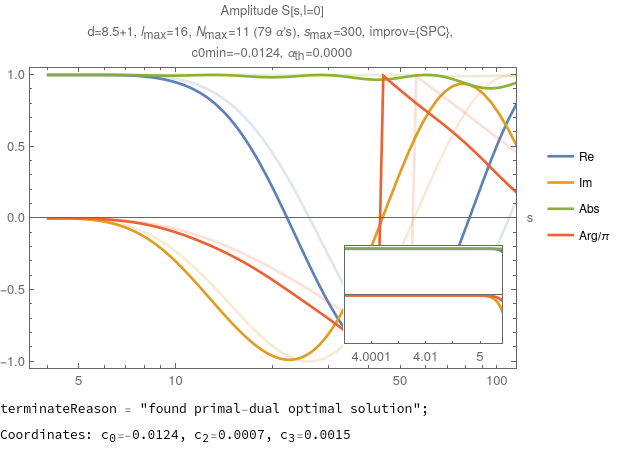 Amplitude S[s,l=0]
d=8.5+1, lmax=16, Nmax=11 (79 α's), smax=300, improv={SPC},
c0min=-0.0124, αth=0.0000
1.0
0.5
0.0
-0.5
-1.0
s
Re
Im
Abs
Arg/π
4.0001 4.01 5
5 10 50 100
terminateReason = "found primal-dual optimal solution";
Coordinates: c0=-0.0124, c2=0.0007, c3=0.0015